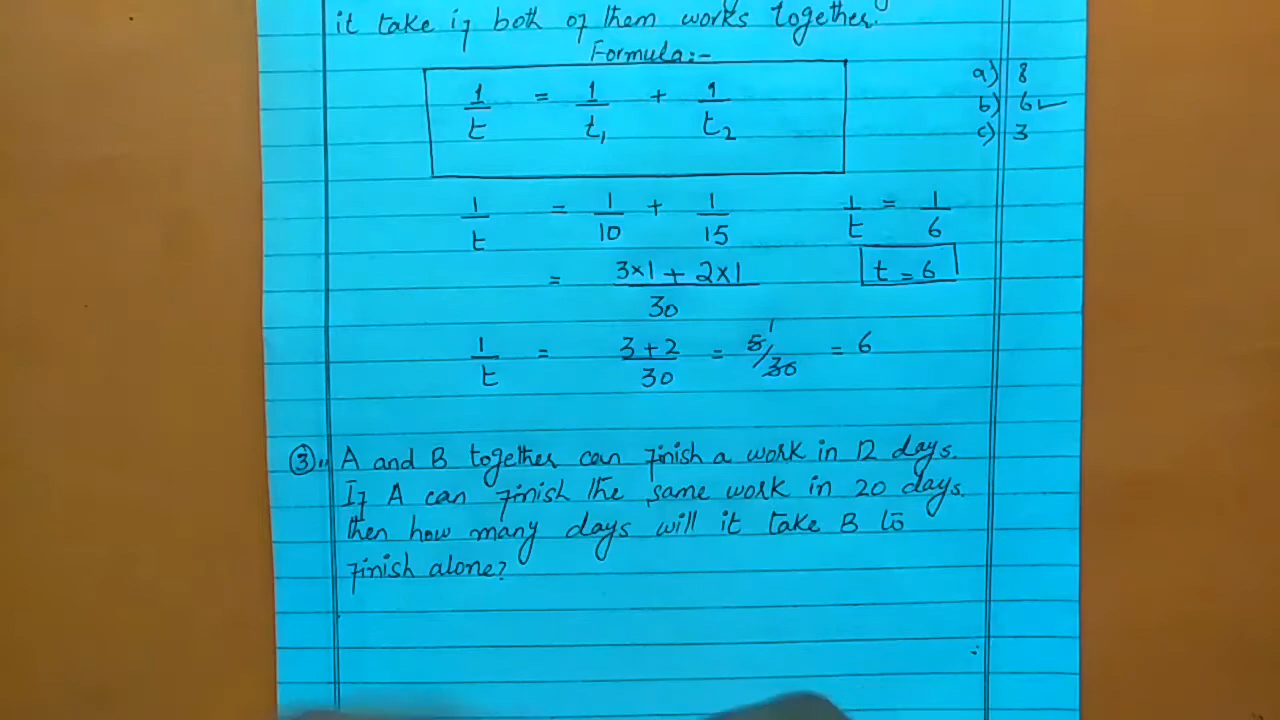 it take if both of them works together?
Formula:-
1/t = 1/t₁ + 1/t₂
a) 8
b) 6 ✓
c) 3
1/t = 1/10 + 1/15
1/t = 1/6
= (3×1 + 2×1)/30
t = 6
1/t = (3+2)/30 = 5/30 1 = 6
③ A and B together can finish a work in 12 days.
If A can finish the same work in 20 days.
then how many days will it take B to
finish alone?